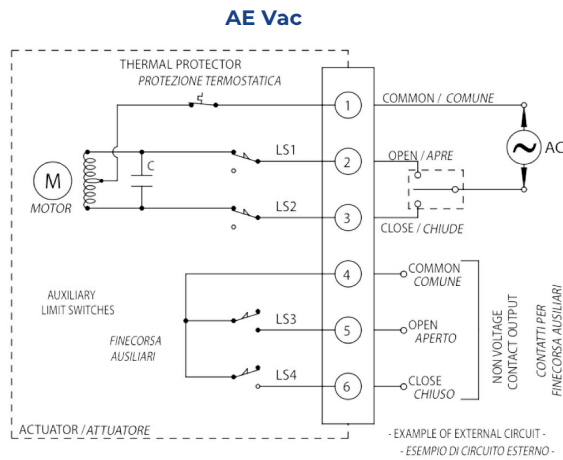 AE Vac
THERMAL PROTECTOR
PROTEZIONE TERMOSTATICA
1
COMMON / COMUNE
AC
LS1
2
OPEN / APRE
C
M
MOTOR
LS2
3
CLOSE / CHIUDE
4
COMMON
COMUNE
AUXILIARY
LIMIT SWITCHES
FINECORSA
AUSILIARI
LS3
5
OPEN
APERTO
LS4
6
CLOSE
CHIUSO
NON VOLTAGE
CONTACT OUTPUT
CONTATTI PER
FINECORSA AUSILIARI
ACTUATOR / ATTUATORE
- EXAMPLE OF EXTERNAL CIRCUIT -
- ESEMPIO DI CIRCUITO ESTERNO -